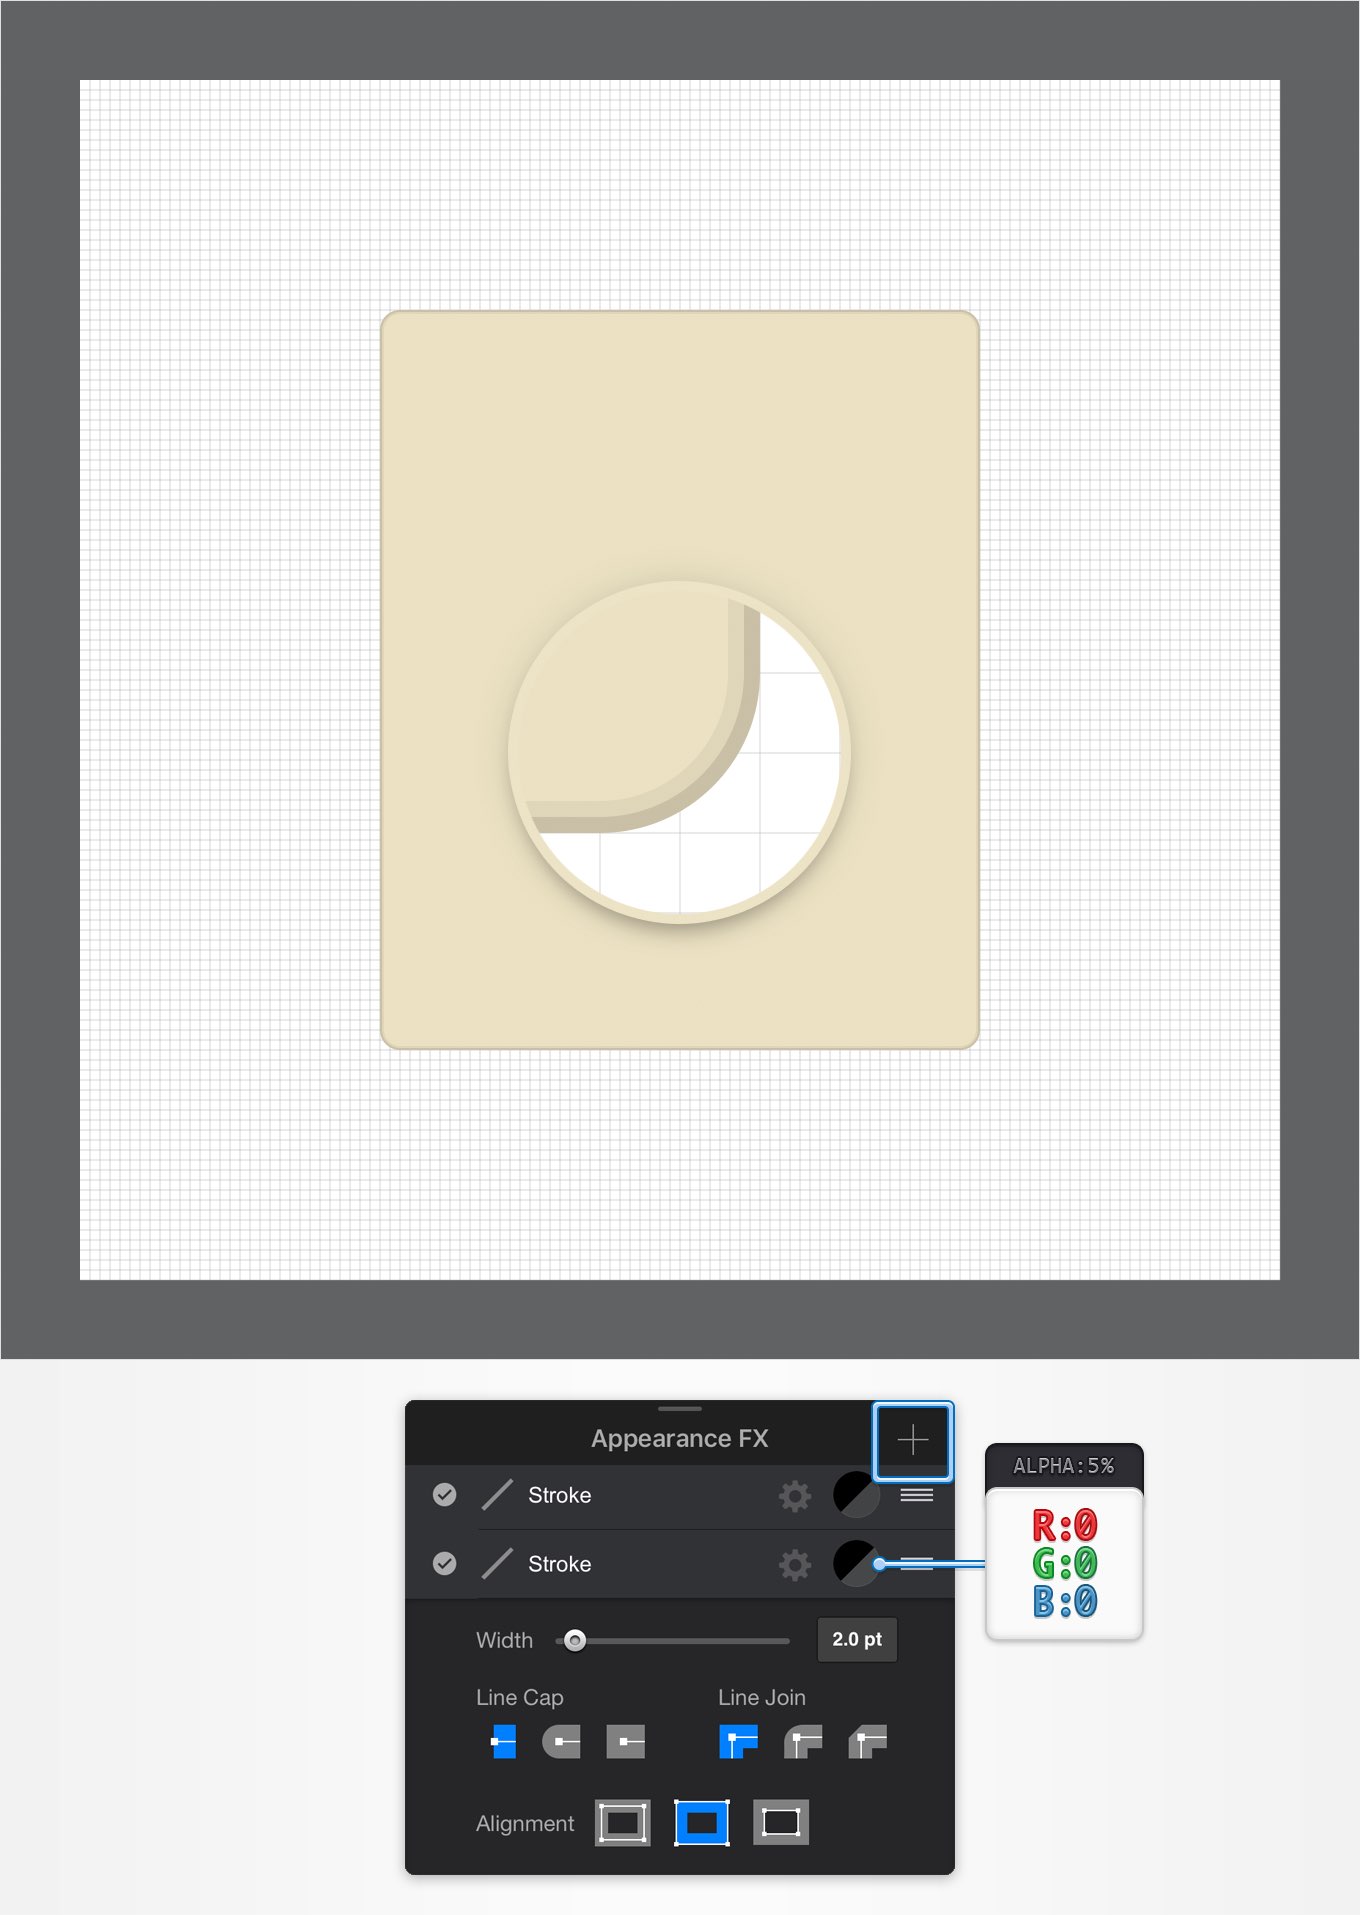 Appearance FX
Stroke
Stroke
ALPHA:5%
R:0
G:0
B:0
Width
2.0 pt
Line Cap
Line Join
Alignment